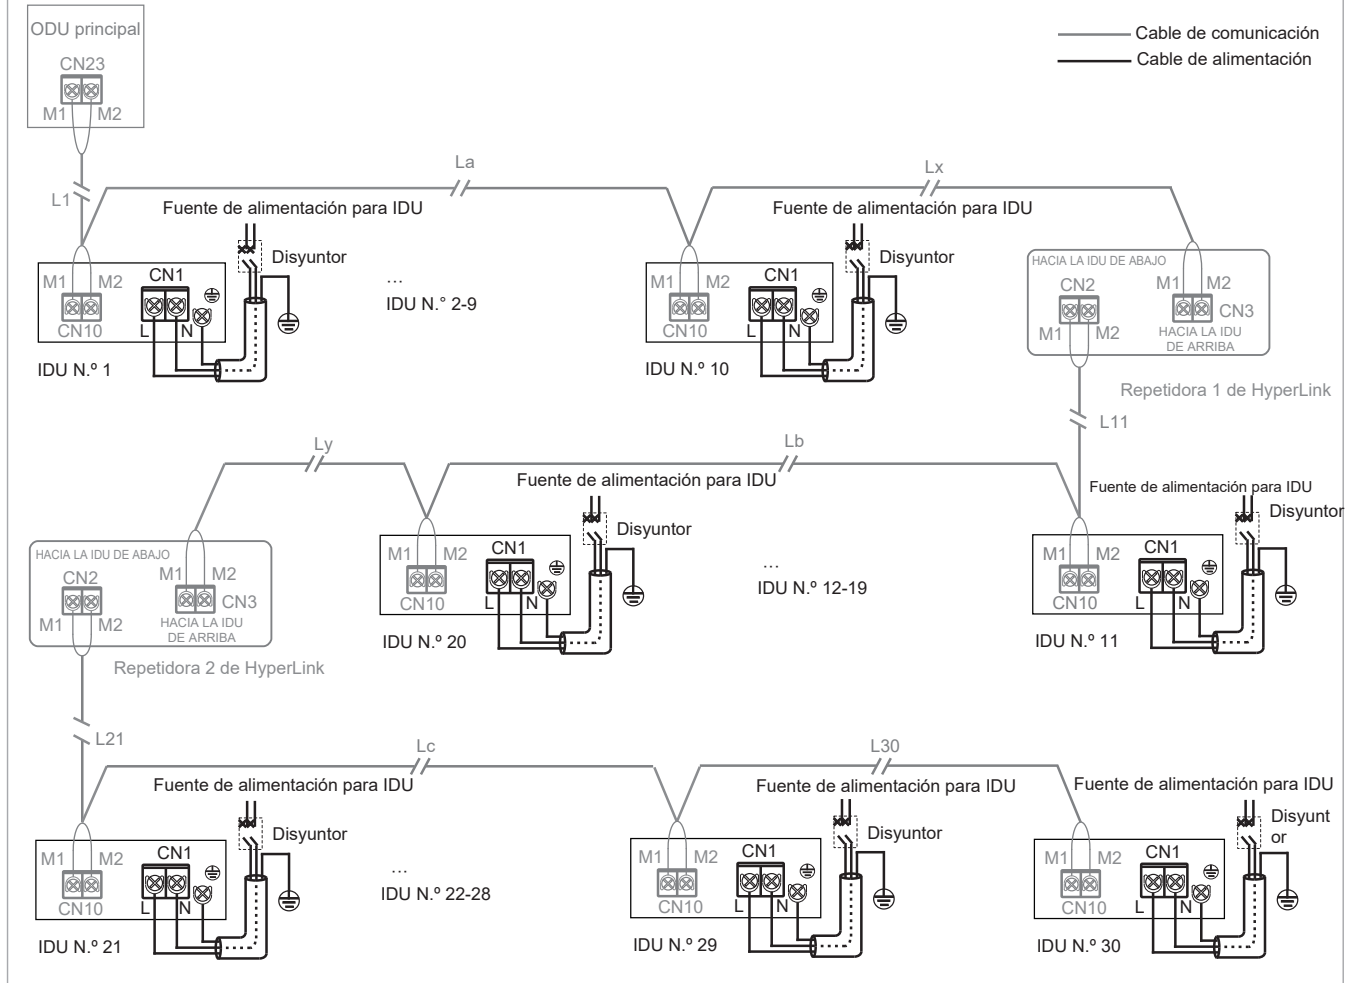 ODU principal
CN23
M1 M2
Cable de comunicación
Cable de alimentación
L1
La
Lx
Fuente de alimentación para IDU
Disyuntor
M1 M2
CN1
CN10
L N
IDU N.º 1
...
IDU N.° 2-9
Fuente de alimentación para IDU
Disyuntor
M1 M2
CN1
CN10
L N
IDU N.º 10
HACIA LA IDU DE ABAJO
CN2
M1 M2
M1 M2
CN3
HACIA LA IDU
DE ARRIBA
Repetidora 1 de HyperLink
L11
Ly
Lb
HACIA LA IDU DE ABAJO
CN2
M1 M2
M1 M2
CN3
HACIA LA IDU
DE ARRIBA
Repetidora 2 de HyperLink
Fuente de alimentación para IDU
Disyuntor
M1 M2
CN1
CN10
L N
IDU N.º 20
...
IDU N.º 12-19
Fuente de alimentación para IDU
Disyuntor
M1 M2
CN1
CN10
L N
IDU N.º 11
L21
Lc
L30
Fuente de alimentación para IDU
Disyuntor
M1 M2
CN1
CN10
L N
IDU N.º 21
...
IDU N.º 22-28
Fuente de alimentación para IDU
Disyuntor
M1 M2
CN1
CN10
L N
IDU N.º 29
Fuente de alimentación para IDU
Disyunt
or
M1 M2
CN1
CN10
L N
IDU N.º 30